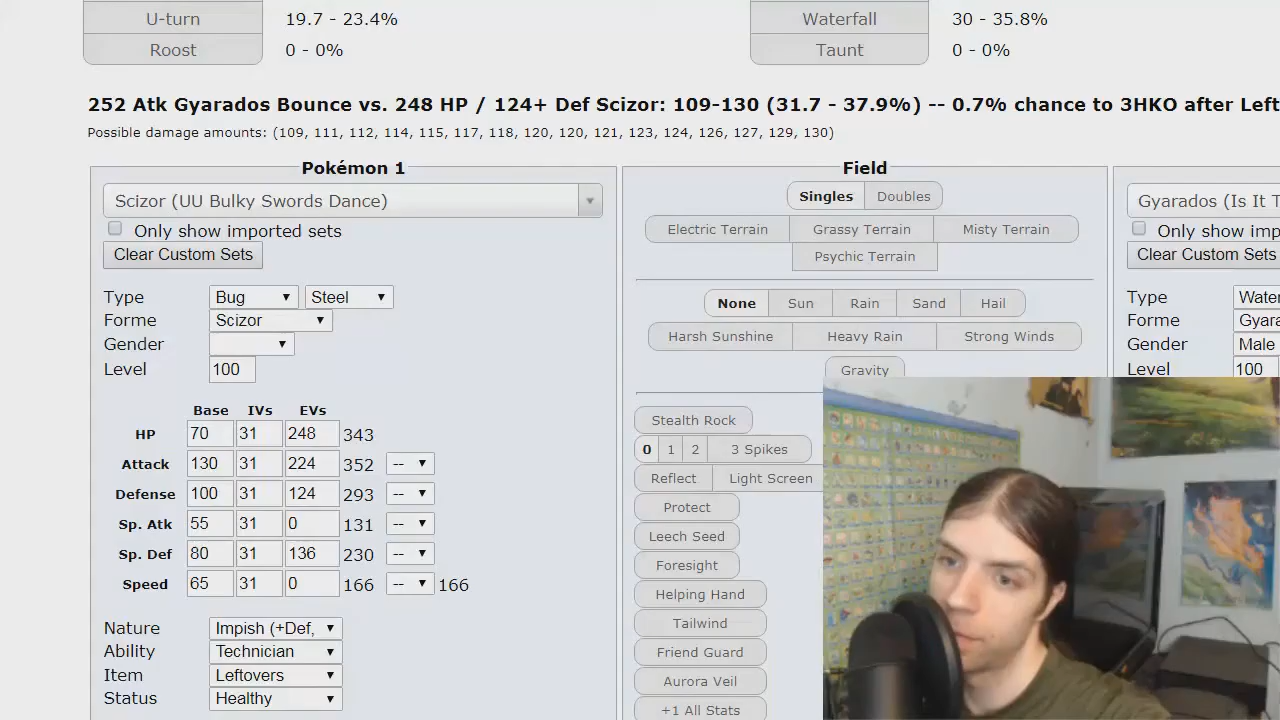 U-turn 19.7 - 23.4% Waterfall 30 - 35.8%
Roost 0 - 0% Taunt 0 - 0%
252 Atk Gyarados Bounce vs. 248 HP / 124+ Def Scizor: 109-130 (31.7 - 37.9%) -- 0.7% chance to 3HKO after Left
Possible damage amounts: (109, 111, 112, 114, 115, 117, 118, 120, 120, 121, 123, 124, 126, 127, 129, 130)
Pokémon 1
Scizor (UU Bulky Swords Dance)
Only show imported sets
Clear Custom Sets
Type Bug Steel
Forme Scizor
Gender
Level 100
Base IVs EVs
HP 70 31 248 343
Attack 130 31 224 352 --
Defense 100 31 124 293 --
Sp. Atk 55 31 0 131 --
Sp. Def 80 31 136 230 --
Speed 65 31 0 166 -- 166
Nature Impish (+Def,
Ability Technician
Item Leftovers
Status Healthy
Field
Singles Doubles
Electric Terrain Grassy Terrain Misty Terrain
Psychic Terrain
None Sun Rain Sand Hail
Harsh Sunshine Heavy Rain Strong Winds
Gravity
Stealth Rock
0 1 2 3 Spikes
Reflect Light Screen
Protect
Leech Seed
Foresight
Helping Hand
Tailwind
Friend Guard
Aurora Veil
+1 All Stats
Gyarados (Is It T
Only show imp
Clear Custom Sets
Type Water
Forme Gyara
Gender Male
Level 100